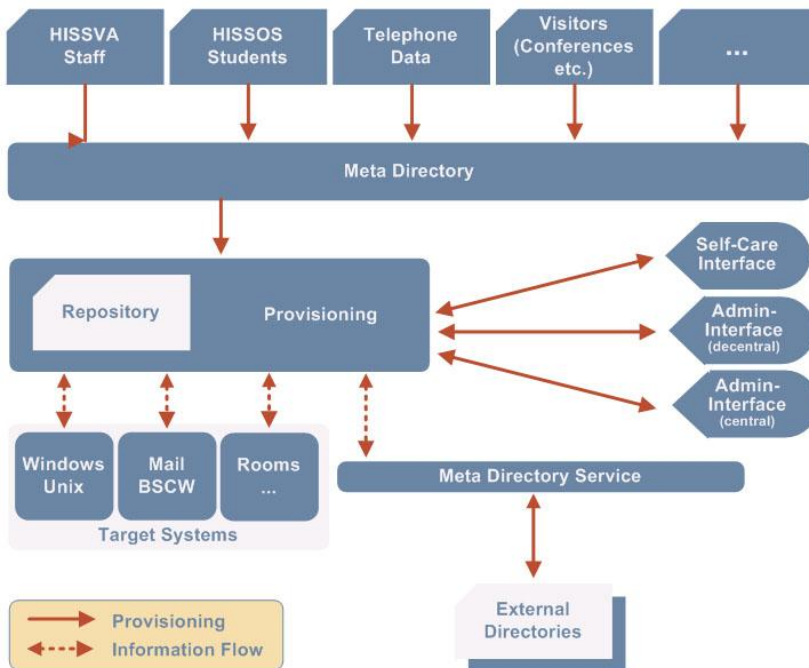 HISSVA
Staff
HISSOS
Students
Telephone
Data
Visitors
(Conferences
etc.)
...
Meta Directory
Repository
Provisioning
Self-Care
Interface
Admin-
Interface
(decentral)
Admin-
Interface
(central)
Windows
Unix
Mail
BSCW
Rooms
...
Target Systems
Meta Directory Service
External
Directories
Provisioning
Information Flow